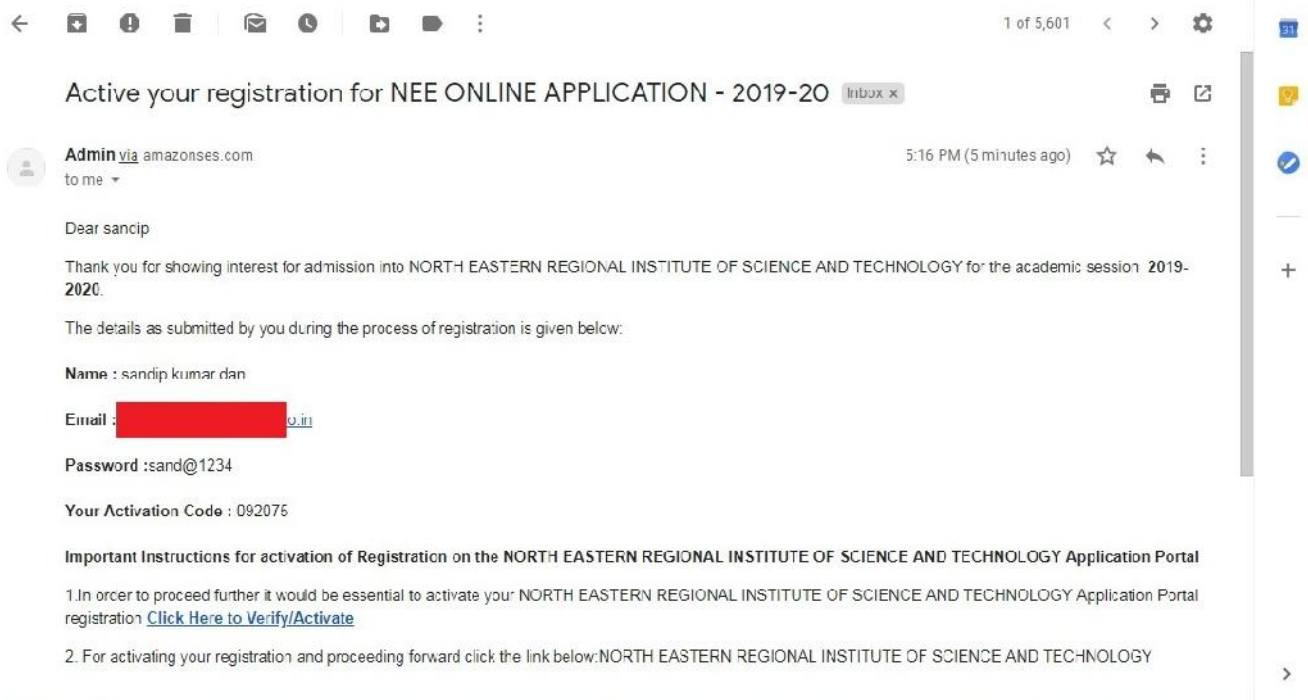 1 of 5,601
31
Active your registration for NEE ONLINE APPLICATION - 2019-20 Inbox x
Admin via amazonses.com
5:16 PM (5 minutes ago)
to me
Dear sandip
Thank you for showing interest for admission into NORTH EASTERN REGIONAL INSTITUTE OF SCIENCE AND TECHNOLOGY for the academic session 2019-
2020.
The details as submitted by you during the process of registration is given below:
Name : sandip kumar dan
Email : o.in
Password :sand@1234
Your Activation Code : 092075
Important Instructions for activation of Registration on the NORTH EASTERN REGIONAL INSTITUTE OF SCIENCE AND TECHNOLOGY Application Portal
1.In order to proceed further it would be essential to activate your NORTH EASTERN REGIONAL INSTITUTE OF SCIENCE AND TECHNOLOGY Application Portal
registration Click Here to Verify/Activate
2. For activating your registration and proceeding forward click the link below:NORTH EASTERN REGIONAL INSTITUTE OF SCIENCE AND TECHNOLOGY